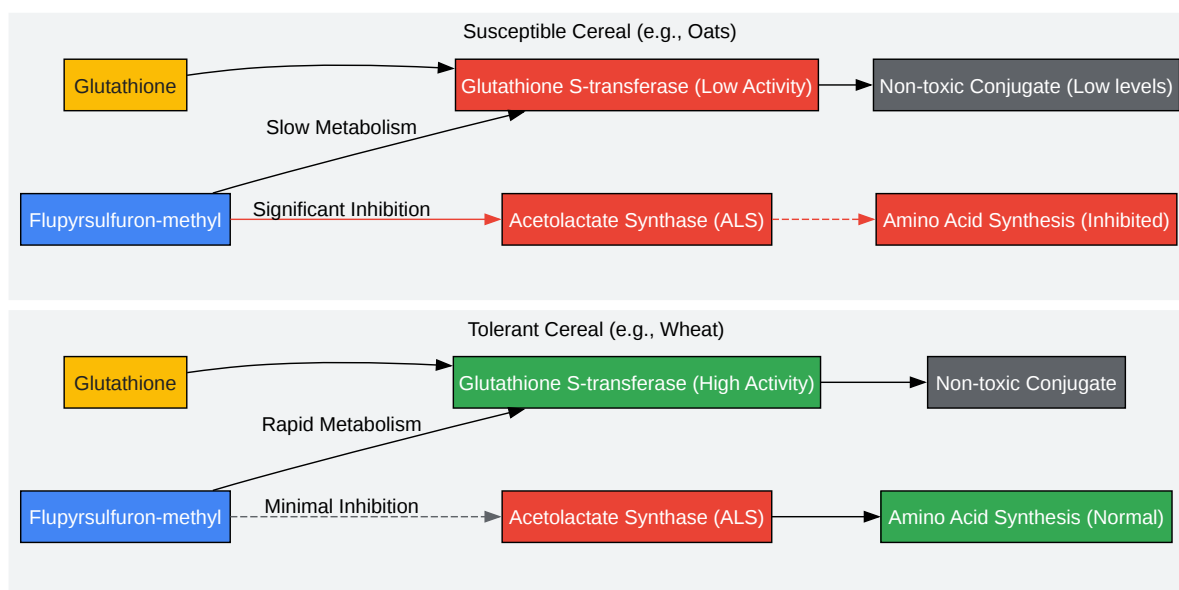 Susceptible Cereal (e.g., Oats)
Glutathione
Glutathione S-transferase (Low Activity)
Non-toxic Conjugate (Low levels)
Slow Metabolism
Flupyrsulfuron-methyl
Significant Inhibition
Acetolactate Synthase (ALS)
Amino Acid Synthesis (Inhibited)
Tolerant Cereal (e.g., Wheat)
Glutathione
Glutathione S-transferase (High Activity)
Non-toxic Conjugate
Rapid Metabolism
Flupyrsulfuron-methyl
Minimal Inhibition
Acetolactate Synthase (ALS)
Amino Acid Synthesis (Normal)